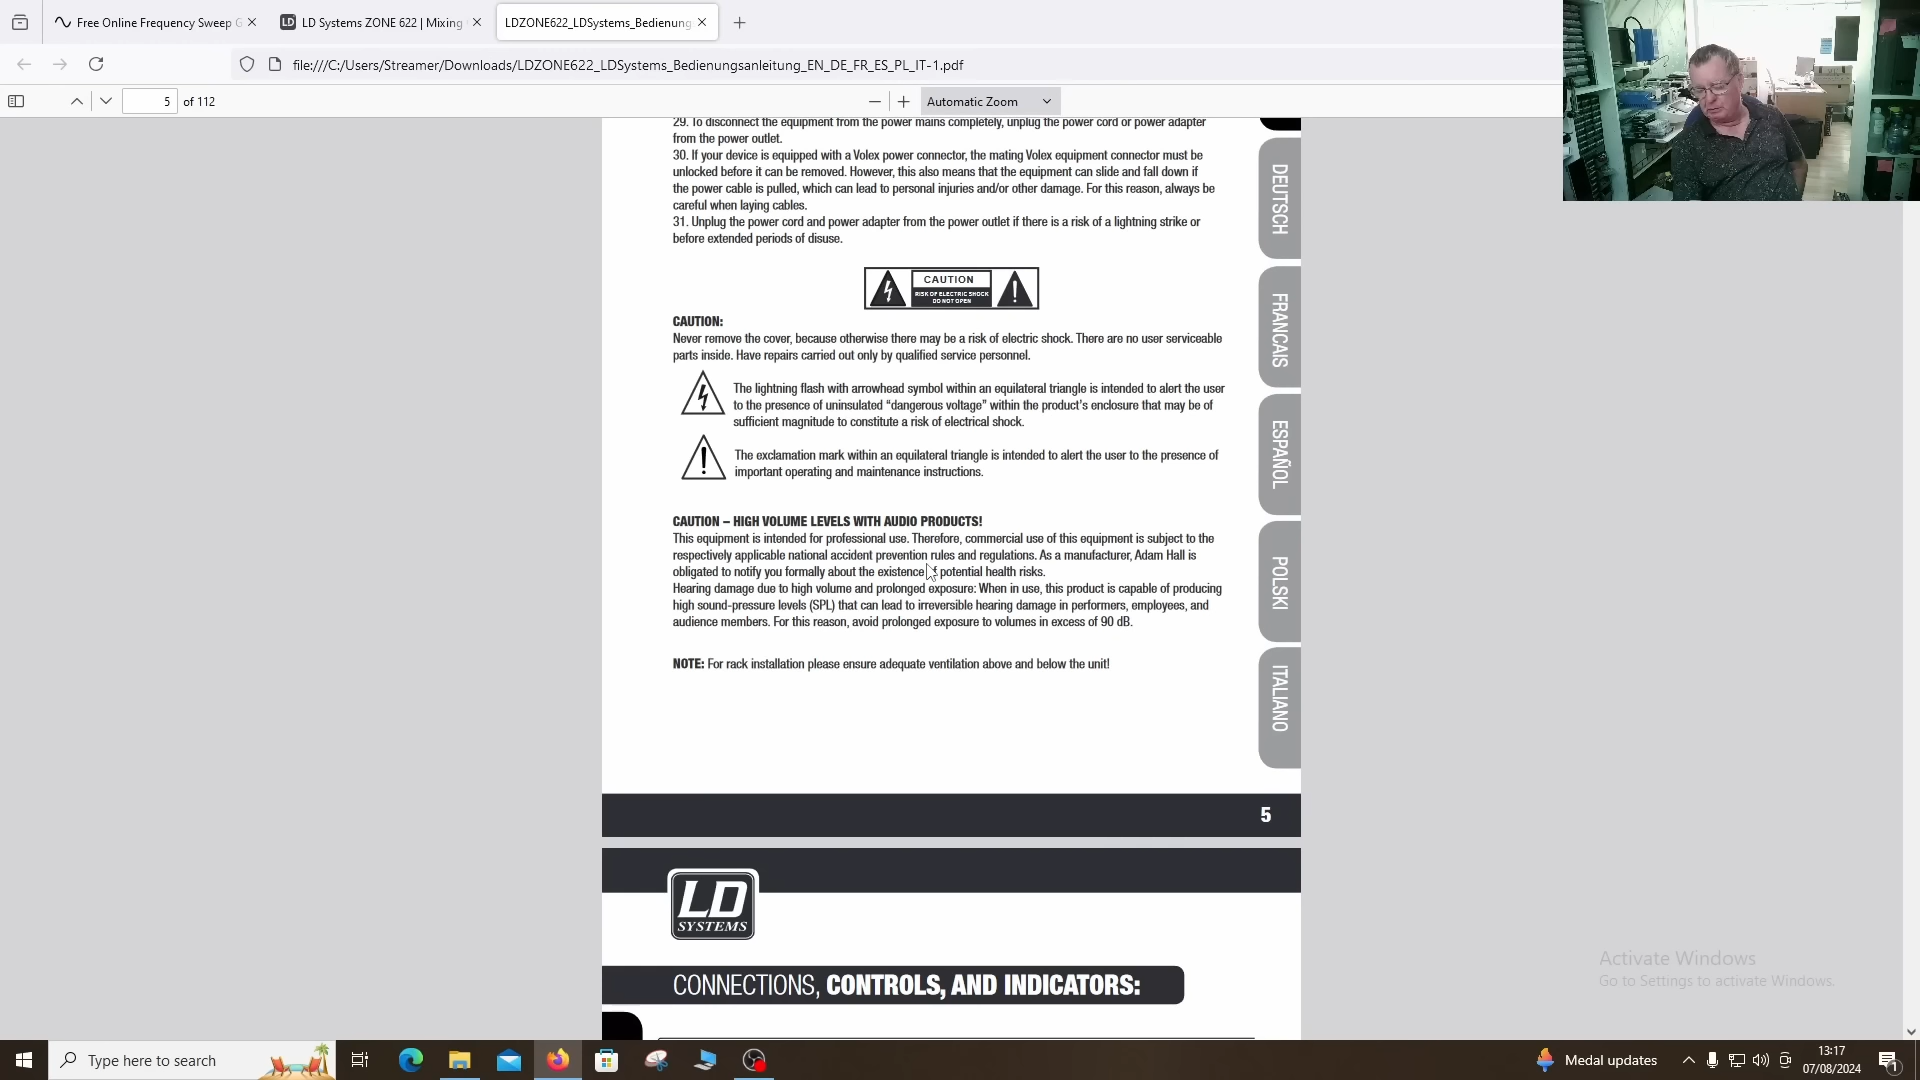 Free Online Frequency Sweep G
LD Systems ZONE 622 | Mixing
LDZONE622_LDSystems_Bedienung
file:///C:/Users/Streamer/Downloads/LDZONE622_LDSystems_Bedienungsanleitung_EN_DE_FR_ES_PL_IT-1.pdf
5 of 112
Automatic Zoom
29. To disconnect the equipment from the power mains completely, unplug the power cord or power adapter
from the power outlet.
30. If your device is equipped with a Volex power connector, the mating Volex equipment connector must be
unlocked before it can be removed. However, this also means that the equipment can slide and fall down if
the power cable is pulled, which can lead to personal injuries and/or other damage. For this reason, always be
careful when laying cables.
31. Unplug the power cord and power adapter from the power outlet if there is a risk of a lightning strike or
before extended periods of disuse.
CAUTION
RISK OF ELECTRIC SHOCK
DO NOT OPEN
CAUTION:
Never remove the cover, because otherwise there may be a risk of electric shock. There are no user serviceable
parts inside. Have repairs carried out only by qualified service personnel.
The lightning flash with arrowhead symbol within an equilateral triangle is intended to alert the user
to the presence of uninsulated “dangerous voltage” within the product’s enclosure that may be of
sufficient magnitude to constitute a risk of electrical shock.
The exclamation mark within an equilateral triangle is intended to alert the user to the presence of
important operating and maintenance instructions.
CAUTION – HIGH VOLUME LEVELS WITH AUDIO PRODUCTS!
This equipment is intended for professional use. Therefore, commercial use of this equipment is subject to the
respectively applicable national accident prevention rules and regulations. As a manufacturer, Adam Hall is
obligated to notify you formally about the existence of potential health risks.
Hearing damage due to high volume and prolonged exposure: When in use, this product is capable of producing
high sound-pressure levels (SPL) that can lead to irreversible hearing damage in performers, employees, and
audience members. For this reason, avoid prolonged exposure to volumes in excess of 90 dB.
NOTE: For rack installation please ensure adequate ventilation above and below the unit!
DEUTSCH
FRANCAIS
ESPAÑOL
POLSKI
ITALIANO
5
LD
SYSTEMS
CONNECTIONS, CONTROLS, AND INDICATORS:
Activate Windows
Go to Settings to activate Windows.
Type here to search
Medal updates
13:17
07/08/2024
1